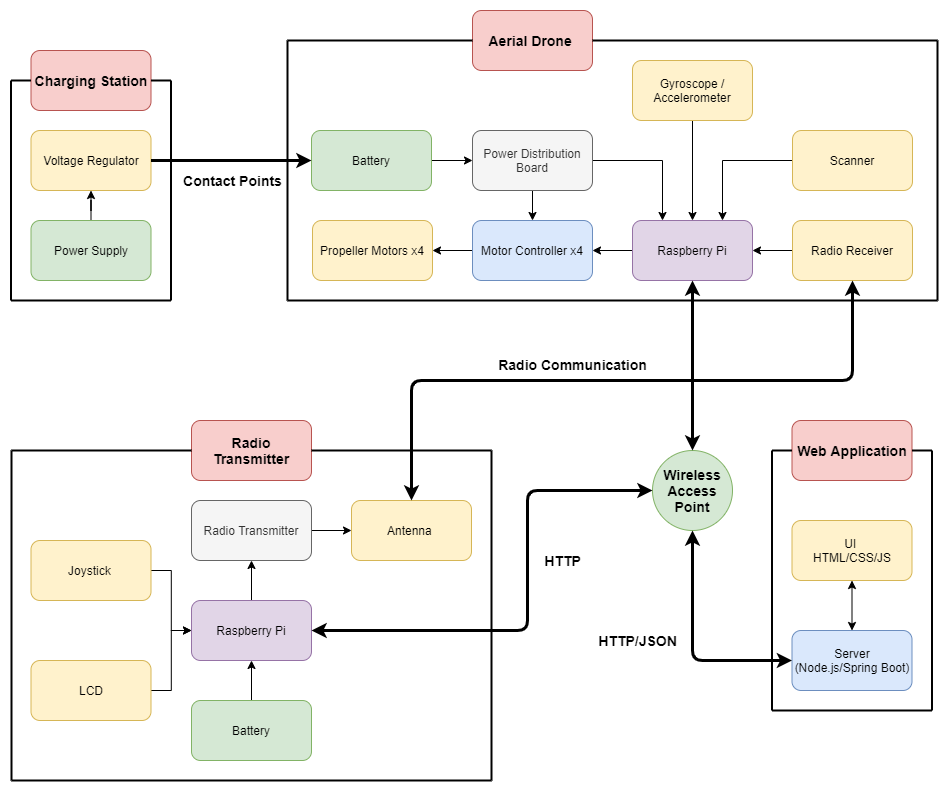 Aerial Drone
Charging Station
Gyroscope /
Accelerometer
Voltage Regulator
Contact Points
Battery
Power Distribution
Board
Scanner
Power Supply
Propeller Motors x4
Motor Controller x4
Raspberry Pi
Radio Receiver
Radio Communication
Radio
Transmitter
Wireless
Access
Point
Web Application
Radio Transmitter
Antenna
UI
HTML/CSS/JS
Joystick
HTTP
Raspberry Pi
HTTP/JSON
Server
(Node.js/Spring Boot)
LCD
Battery